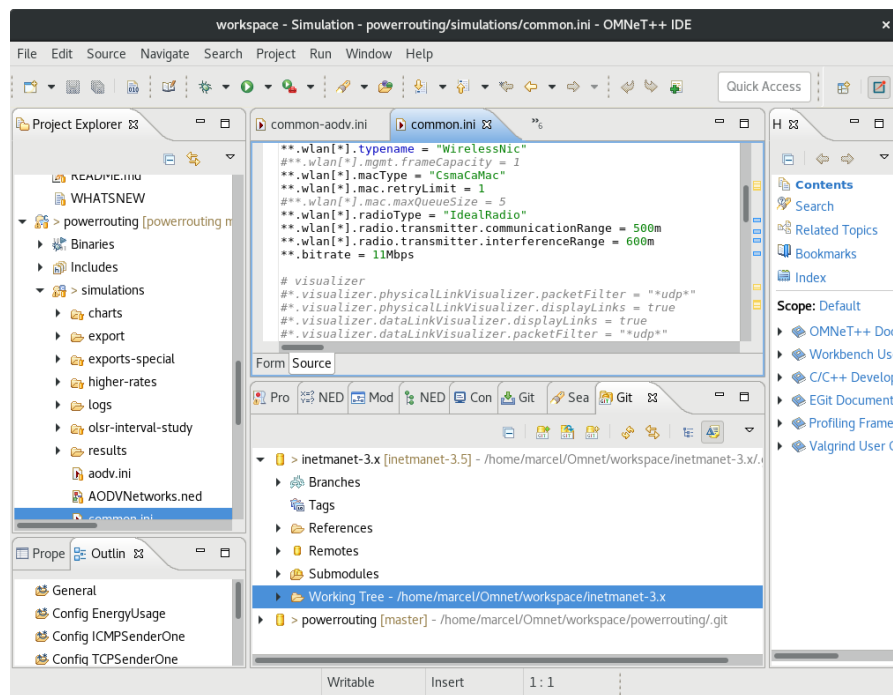 workspace - Simulation - powerrouting/simulations/common.ini - OMNeT++ IDE
File Edit Source Navigate Search Project Run Window Help
Quick Access
Project Explorer
README.md
WHATSNEW
> powerrouting [powerrouting m
Binaries
Includes
> simulations
charts
export
exports-special
higher-rates
logs
olsr-interval-study
results
aodv.ini
AODVNetworks.ned
common.ini
Prope Outlin
General
Config EnergyUsage
Config ICMPSenderOne
Config TCPSenderOne
common-aodv.ini common.ini »6
**.wlan[*].typename = "WirelessNic"
#**.wlan[*].mgmt.frameCapacity = 1
**.wlan[*].macType = "CsmaCaMac"
**.wlan[*].mac.retryLimit = 1
#**.wlan[*].mac.maxQueueSize = 5
**.wlan[*].radioType = "IdealRadio"
**.wlan[*].radio.transmitter.communicationRange = 500m
**.wlan[*].radio.transmitter.interferenceRange = 600m
**.bitrate = 11Mbps
# visualizer
#*.visualizer.physicalLinkVisualizer.packetFilter = "*udp*"
#*.visualizer.physicalLinkVisualizer.displayLinks = true
#*.visualizer.dataLinkVisualizer.displayLinks = true
#*.visualizer.dataLinkVisualizer.packetFilter = "*udp*"
Form Source
Pro NED Mod NED Con Git Sea Git
> inetmanet-3.x [inetmanet-3.5] - /home/marcel/Omnet/workspace/inetmanet-3.x/.
Branches
Tags
References
Remotes
Submodules
Working Tree - /home/marcel/Omnet/workspace/inetmanet-3.x
> powerrouting [master] - /home/marcel/Omnet/workspace/powerrouting/.git
H
Contents
Search
Related Topics
Bookmarks
Index
Scope: Default
OMNeT++ Doc
Workbench Us
C/C++ Develop
EGit Document
Profiling Frame
Valgrind User G
Writable Insert 1 : 1